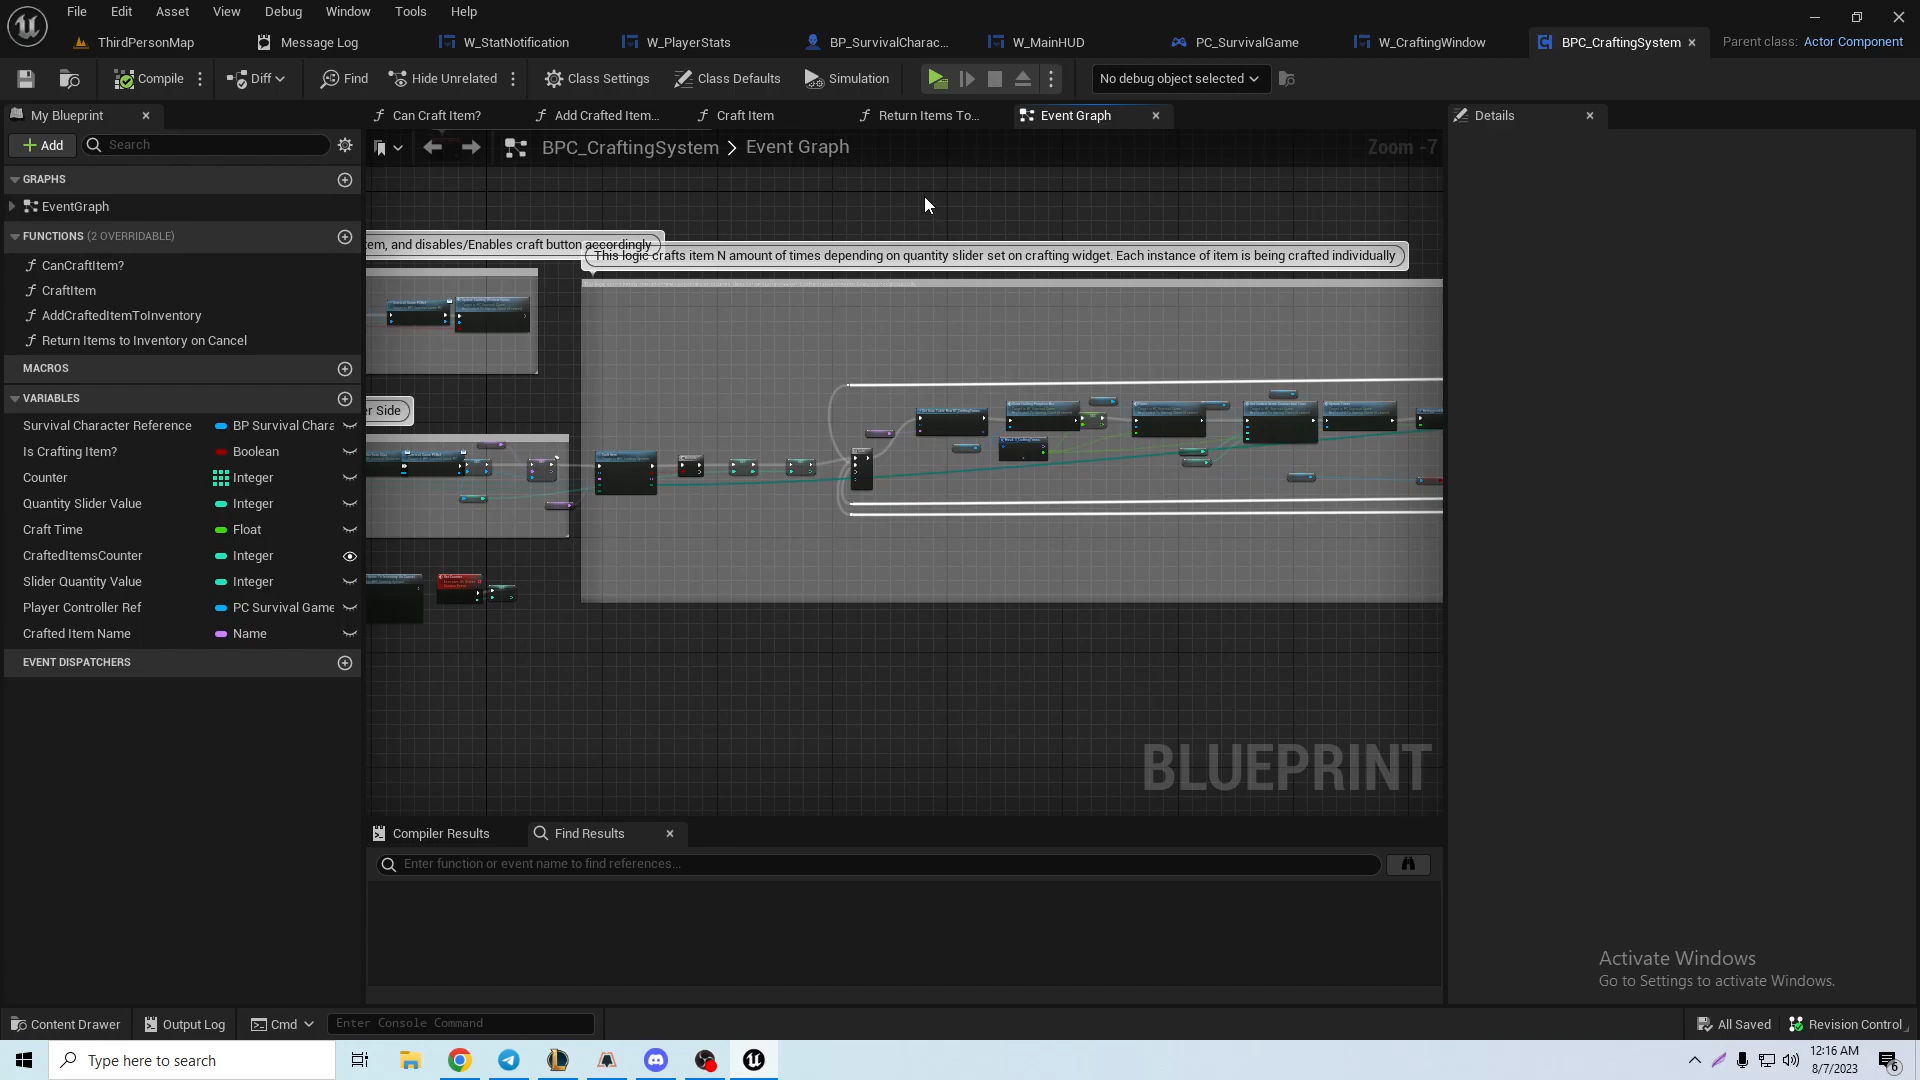 File Edit Asset View Debug Window Tools Help
ThirdPersonMap Message Log W_StatNotification W_PlayerStats BP_SurvivalCharac... W_MainHUD PC_SurvivalGame W_CraftingWindow BPC_CraftingSystem Parent class: Actor Component
Compile Diff Find Hide Unrelated Class Settings Class Defaults Simulation No debug object selected
My Blueprint Can Craft Item? Add Crafted Item... Craft Item Return Items To... Event Graph Details
Add Search BPC_CraftingSystem > Event Graph Zoom -7
GRAPHS
EventGraph
FUNCTIONS (2 OVERRIDABLE)
CanCraftItem?
CraftItem
AddCraftedItemToInventory
Return Items to Inventory on Cancel
MACROS
VARIABLES
Survival Character Reference BP Survival Chara
Is Crafting Item? Boolean
Counter Integer
Quantity Slider Value Integer
Craft Time Float
CraftedItemsCounter Integer
Slider Quantity Value Integer
Player Controller Ref PC Survival Game
Crafted Item Name Name
EVENT DISPATCHERS
tem, and disables/Enables craft button accordingly
This logic crafts item N amount of times depending on quantity slider set on crafting widget. Each instance of item is being crafted individually
er Side
BLUEPRINT
Compiler Results Find Results
Enter function or event name to find references...
Activate Windows
Go to Settings to activate Windows.
Content Drawer Output Log Cmd Enter Console Command All Saved Revision Control
Type here to search 12:16 AM
8/7/2023
6